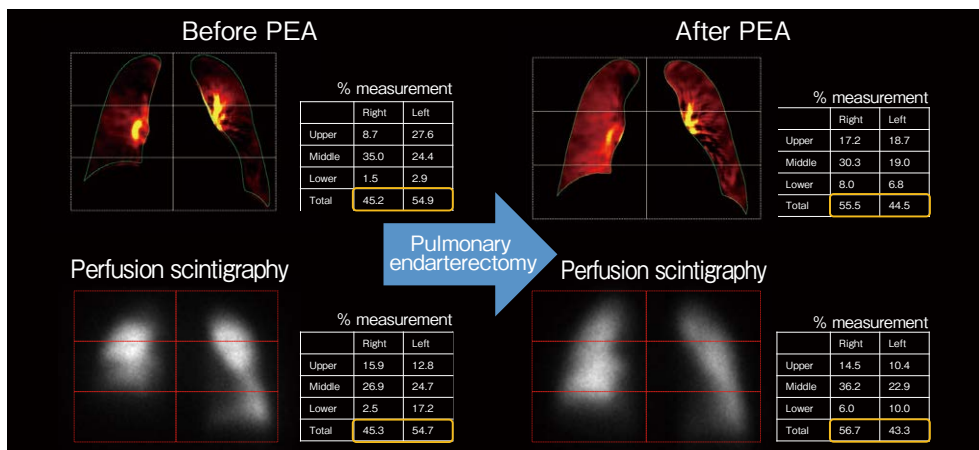 Before PEA
% measurement
Right Left
Upper 8.7 27.6
Middle 35.0 24.4
Lower 1.5 2.9
Total 45.2 54.9
After PEA
% measurement
Right Left
Upper 17.2 18.7
Middle 30.3 19.0
Lower 8.0 6.8
Total 55.5 44.5
Pulmonary
endarterectomy
Perfusion scintigraphy
% measurement
Right Left
Upper 15.9 12.8
Middle 26.9 24.7
Lower 2.5 17.2
Total 45.3 54.7
Perfusion scintigraphy
% measurement
Right Left
Upper 14.5 10.4
Middle 36.2 22.9
Lower 6.0 10.0
Total 56.7 43.3